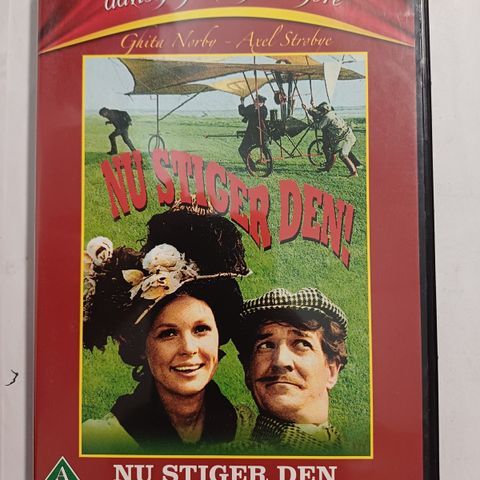 Ghita Nørby - Axel Strøbye
NU STIGER DEN!
A
NU STIGER DEN